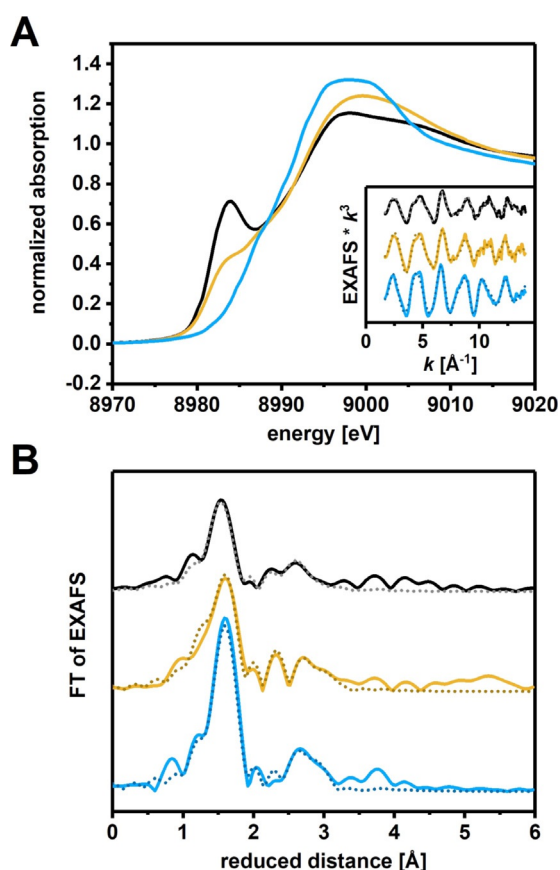 A
normalized absorption
1.4
1.2
1.0
0.8
0.6
0.4
0.2
0.0
-0.2
8970 8980 8990 9000 9010 9020
energy [eV]
EXAFS * k³
0 5 10
k [Å⁻¹]
B
FT of EXAFS
0 1 2 3 4 5 6
reduced distance [Å]